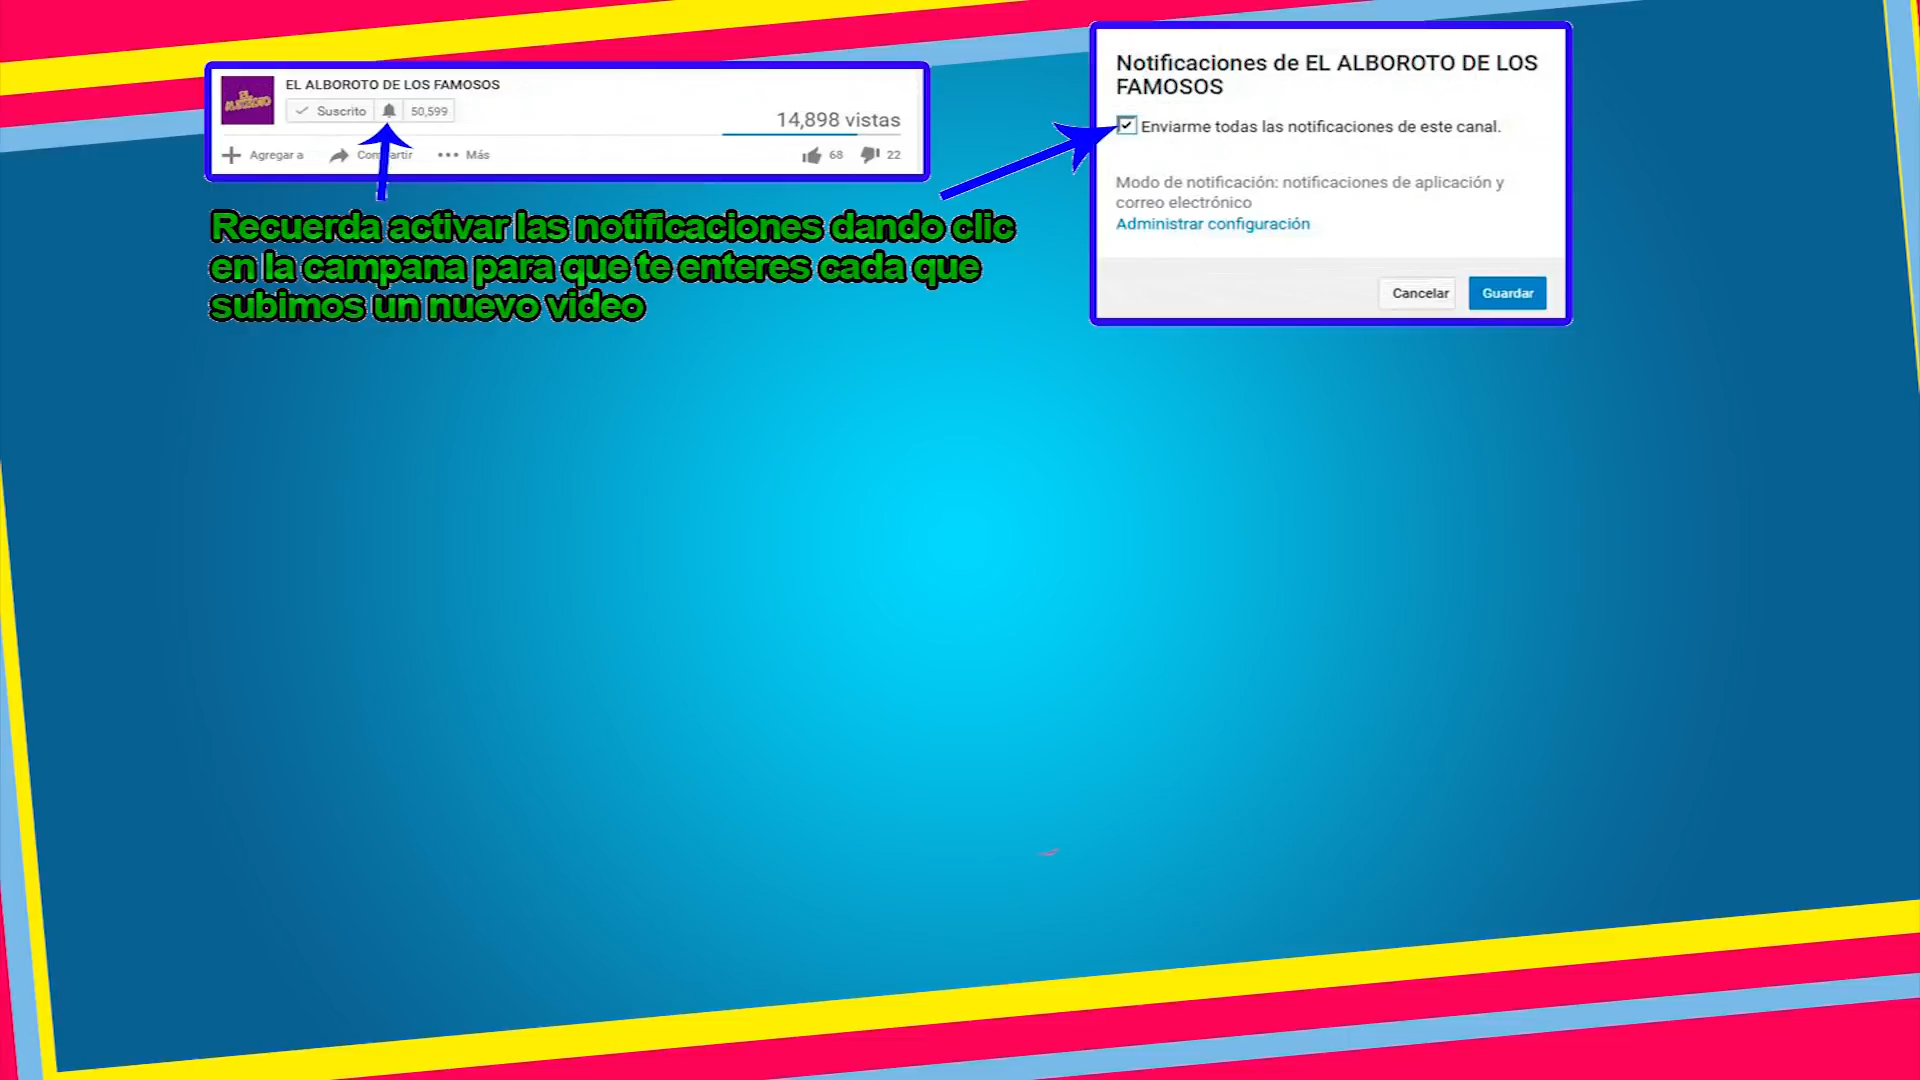 EL ALBOROTO DE LOS FAMOSOS
EL
ALBOROTO
Suscrito 50,599
14,898 vistas
Agregar a Compartir Más 68 22
Recuerda activar las notificaciones dando clic
en la campana para que te enteres cada que
subimos un nuevo video
Notificaciones de EL ALBOROTO DE LOS
FAMOSOS
Enviarme todas las notificaciones de este canal.
Modo de notificación: notificaciones de aplicación y
correo electrónico
Administrar configuración
Cancelar Guardar